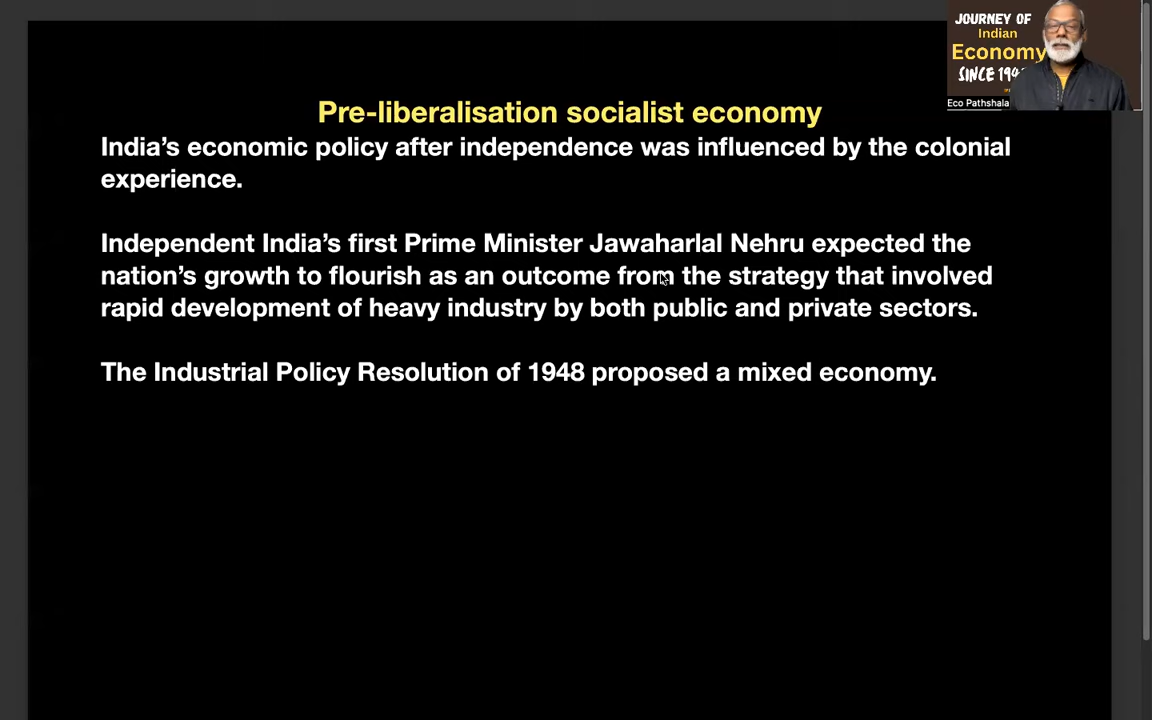 JOURNEY OF
Indian
Economy
SINCE 194
Eco Pathshala
Pre-liberalisation socialist economy
India's economic policy after independence was influenced by the colonial
experience.
Independent India's first Prime Minister Jawaharlal Nehru expected the
nation's growth to flourish as an outcome from the strategy that involved
rapid development of heavy industry by both public and private sectors.
The Industrial Policy Resolution of 1948 proposed a mixed economy.